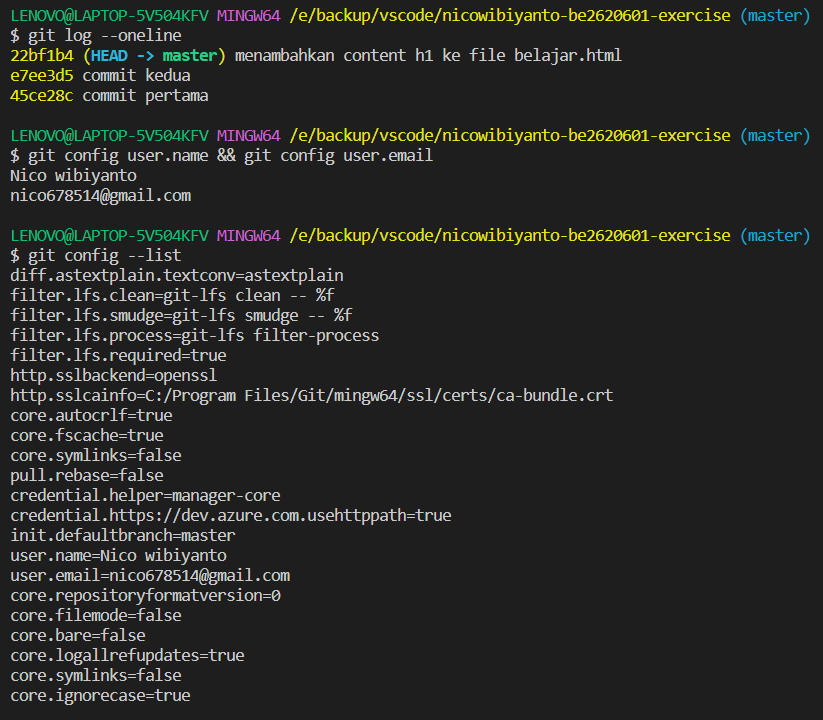 LENOVO@LAPTOP-5V504KFV MINGW64 /e/backup/vscode/nicowibiyanto-be2620601-exercise (master)
$ git log --oneline
22bf1b4 (HEAD -> master) menambahkan content h1 ke file belajar.html
e7ee3d5 commit kedua
45ce28c commit pertama

LENOVO@LAPTOP-5V504KFV MINGW64 /e/backup/vscode/nicowibiyanto-be2620601-exercise (master)
$ git config user.name && git config user.email
Nico wibiyanto
nico678514@gmail.com

LENOVO@LAPTOP-5V504KFV MINGW64 /e/backup/vscode/nicowibiyanto-be2620601-exercise (master)
$ git config --list
diff.astextplain.textconv=astextplain
filter.lfs.clean=git-lfs clean -- %f
filter.lfs.smudge=git-lfs smudge -- %f
filter.lfs.process=git-lfs filter-process
filter.lfs.required=true
http.sslbackend=openssl
http.sslcainfo=C:/Program Files/Git/mingw64/ssl/certs/ca-bundle.crt
core.autocrlf=true
core.fscache=true
core.symlinks=false
pull.rebase=false
credential.helper=manager-core
credential.https://dev.azure.com.usehttppath=true
init.defaultbranch=master
user.name=Nico wibiyanto
user.email=nico678514@gmail.com
core.repositoryformatversion=0
core.filemode=false
core.bare=false
core.logallrefupdates=true
core.symlinks=false
core.ignorecase=true